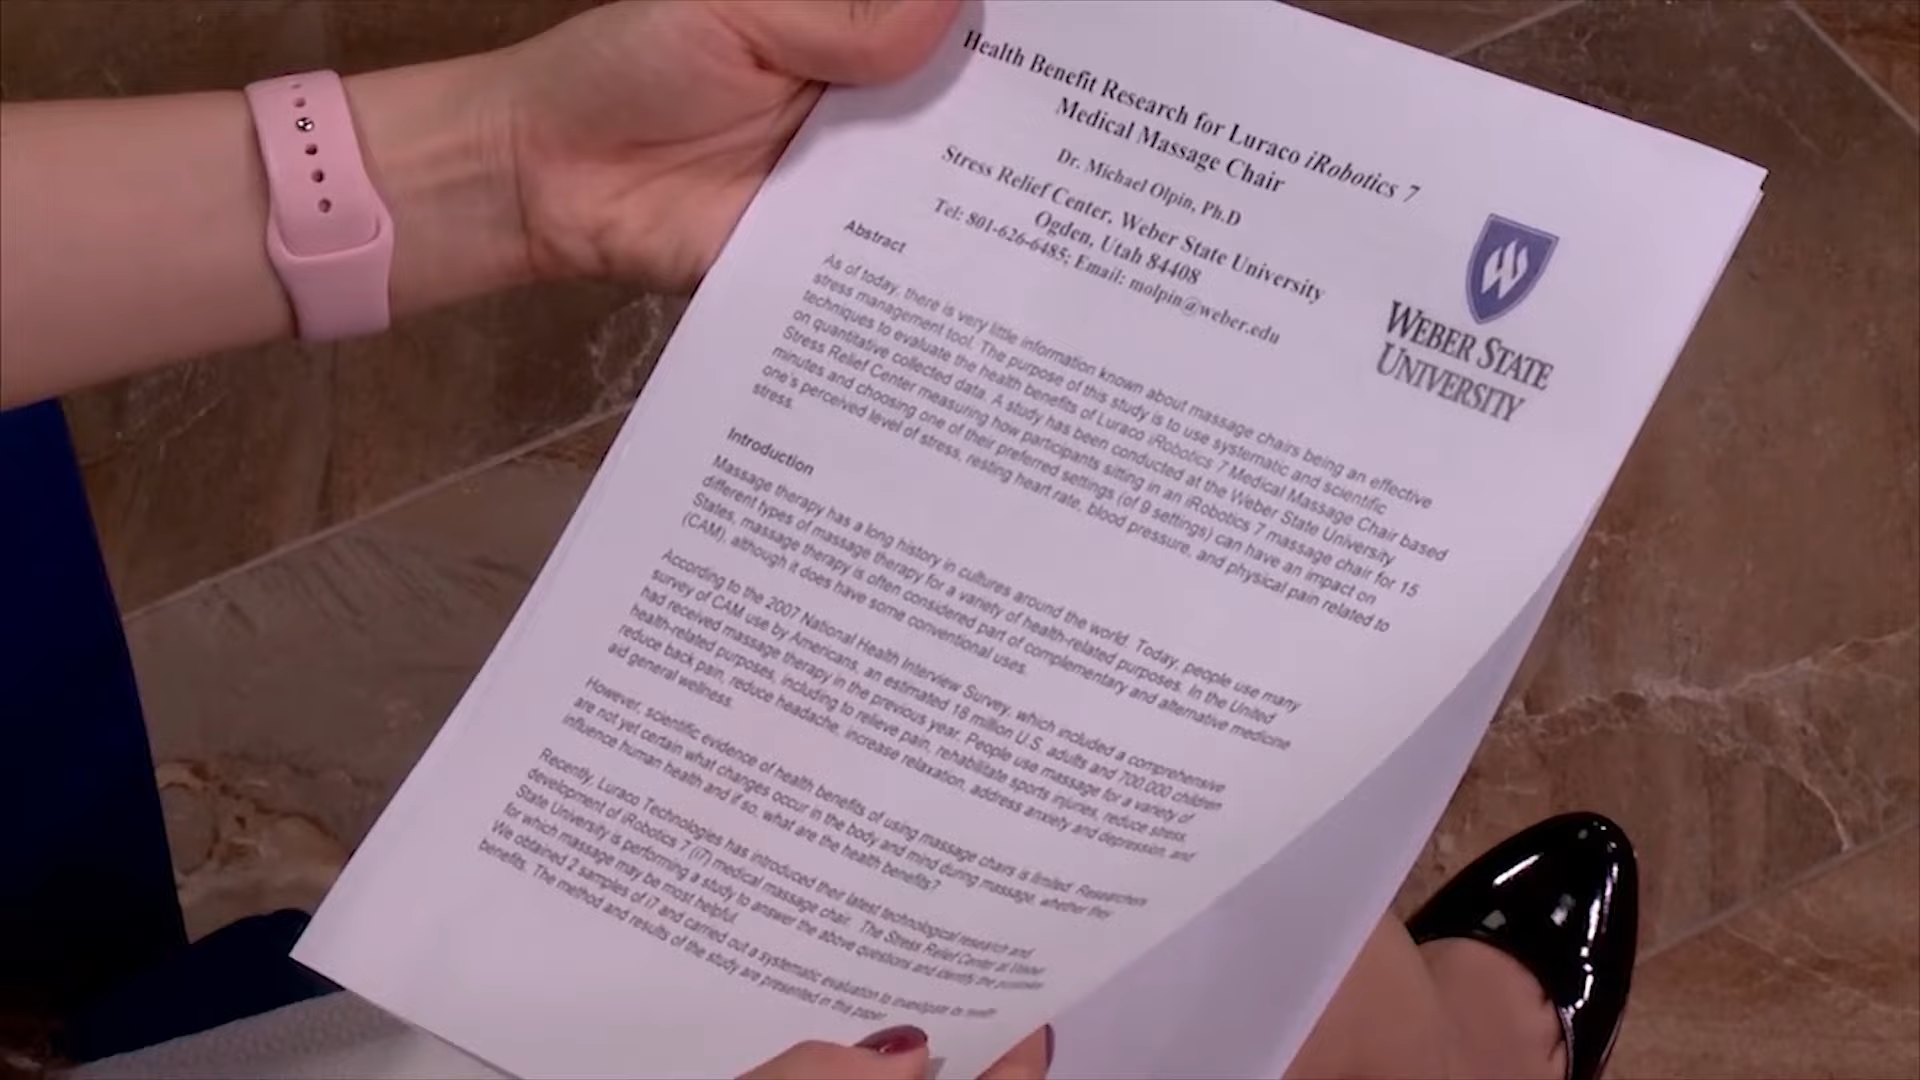 Health Benefit Research for Luraco iRobotics 7
Medical Massage Chair
Dr. Michael Olpin, Ph.D
Stress Relief Center, Weber State University
Ogden, Utah 84408
Tel: 801-626-6485; Email: molpin@weber.edu
WEBER STATE
UNIVERSITY
Abstract
As of today, there is very little information known about massage chairs being an effective
stress management tool. The purpose of this study is to use systematic and scientific
techniques to evaluate the health benefits of Luraco iRobotics 7 Medical Massage Chair based
on quantitative collected data. A study has been conducted at the Weber State University
Stress Relief Center measuring how participants sitting in an iRobotics 7 massage chair for 15
minutes and choosing one of their preferred settings (of 9 settings) can have an impact on
one's perceived level of stress, resting heart rate, blood pressure, and physical pain related to
stress.
Introduction
Massage therapy has a long history in cultures around the world. Today, people use many
different types of massage therapy for a variety of health-related purposes. In the United
States, massage therapy is often considered part of complementary and alternative medicine
(CAM), although it does have some conventional uses.
According to the 2007 National Health Interview Survey, which included a comprehensive
survey of CAM use by Americans, an estimated 18 million U.S. adults and 700,000 children
had received massage therapy in the previous year. People use massage for a variety of
health-related purposes, including to relieve pain, rehabilitate sports injuries, reduce stress,
reduce back pain, reduce headache, increase relaxation, address anxiety and depression, and
aid general wellness.
However, scientific evidence of health benefits of using massage chairs is limited. Researchers
are not yet certain what changes occur in the body and mind during massage, whether they
influence human health and if so, what are the health benefits?
Recently, Luraco Technologies has introduced their latest technological research and
development of iRobotics 7 (i7) medical massage chair. The Stress Relief Center at Weber
State University is performing a study to answer the above questions and identify the purposes
for which massage may be most helpful.
We obtained 2 samples of i7 and carried out a systematic evaluation to investigate its health
benefits. The method and results of the study are presented in this paper.